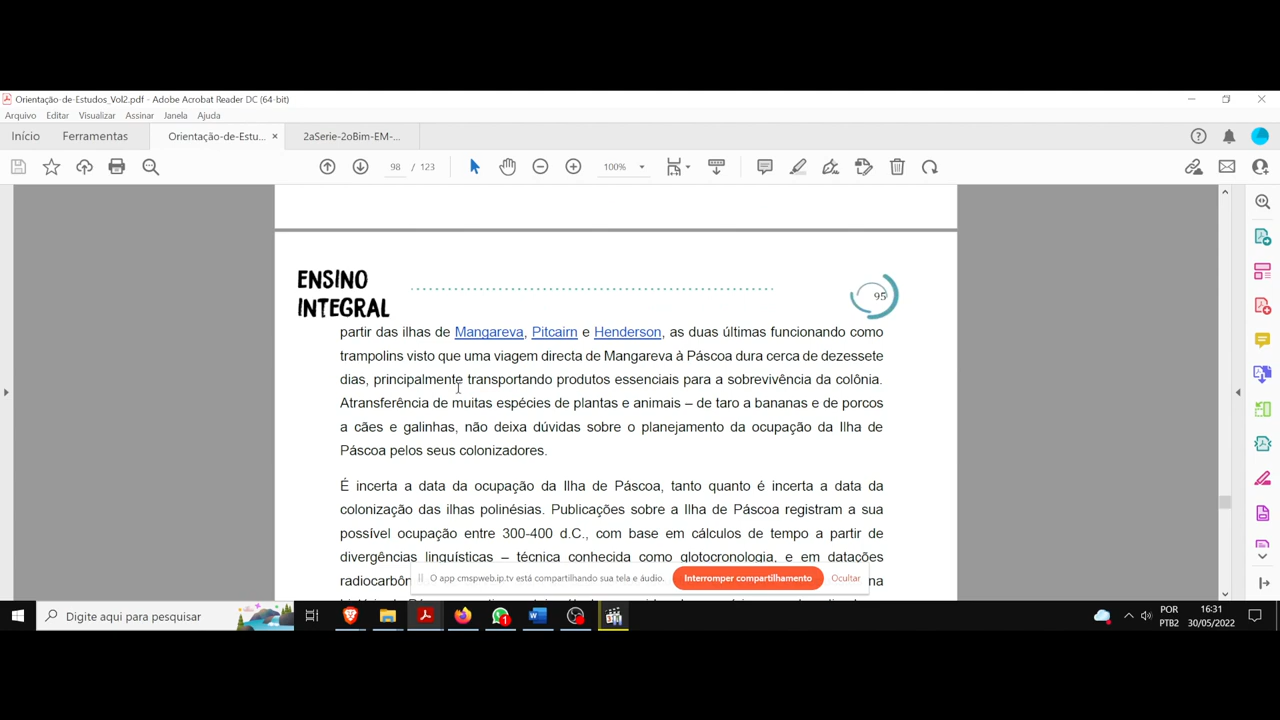 Orientação-de-Estudos_Vol2.pdf - Adobe Acrobat Reader DC (64-bit)
Arquivo Editar Visualizar Assinar Janela Ajuda
Início Ferramentas Orientação-de-Estu... × 2aSerie-2oBim-EM-...
98 / 123 100%
ENSINO
INTEGRAL
95
partir das ilhas de Mangareva, Pitcairn e Henderson, as duas últimas funcionando como
trampolins visto que uma viagem directa de Mangareva à Páscoa dura cerca de dezessete
dias, principalmente transportando produtos essenciais para a sobrevivência da colônia.
Atransferência de muitas espécies de plantas e animais – de taro a bananas e de porcos
a cães e galinhas, não deixa dúvidas sobre o planejamento da ocupação da Ilha de
Páscoa pelos seus colonizadores.
É incerta a data da ocupação da Ilha de Páscoa, tanto quanto é incerta a data da
colonização das ilhas polinésias. Publicações sobre a Ilha de Páscoa registram a sua
possível ocupação entre 300-400 d.C., com base em cálculos de tempo a partir de
divergências linguísticas – técnica conhecida como glotocronologia, e em datações
O app cmspweb.ip.tv está compartilhando sua tela e áudio. Interromper compartilhamento Ocultar
na
Digite aqui para pesquisar
1
POR
PTB2
16:31
30/05/2022